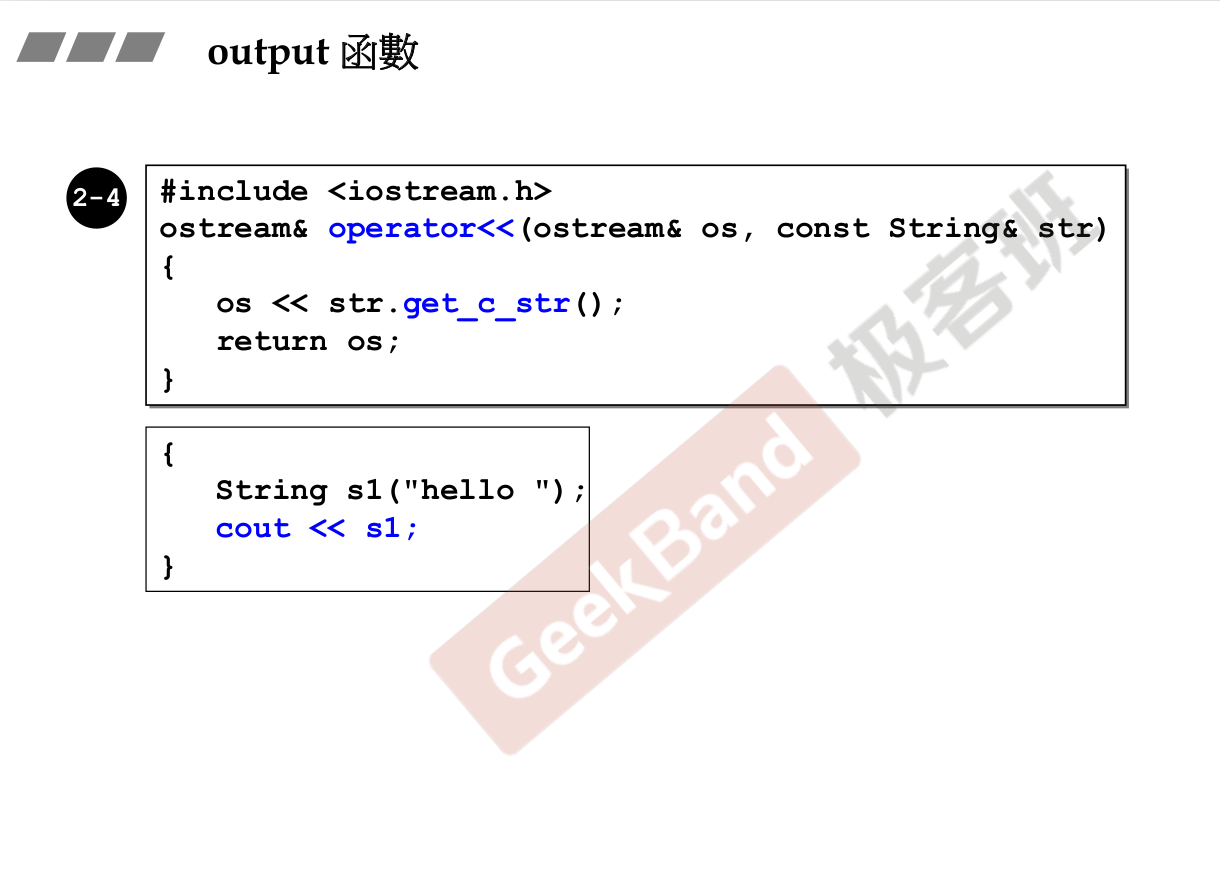 output 函數
2-4
#include <iostream.h>
ostream& operator<<(ostream& os, const String& str)
{
   os << str.get_c_str();
   return os;
}
{
   String s1("hello ");
   cout << s1;
}
GeekBand 极客班